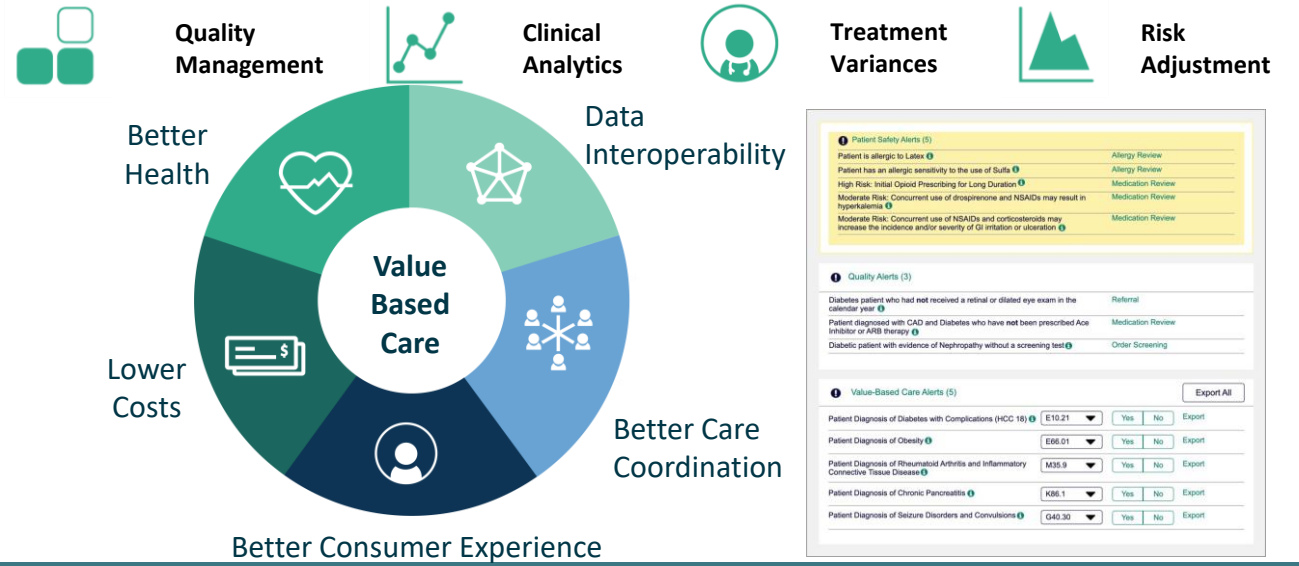 Quality
Management
Clinical
Analytics
Treatment
Variances
Risk
Adjustment
Better
Health
Data
Interoperability
Value
Based
Care
$
Lower
Costs
Better Care
Coordination
Better Consumer Experience
Patient Safety Alerts (5)
Patient is allergic to Latex Allergy Review
Patient has an allergic sensitivity to the use of Sulfa Allergy Review
High Risk: Initial Opioid Prescribing for Long Duration Medication Review
Moderate Risk: Concurrent use of drospirenone and NSAIDs may result in Medication Review
hyperkalemia
Moderate Risk: Concurrent use of NSAIDs and corticosteroids may Medication Review
increase the incidence and/or severity of GI irritation or ulceration
Quality Alerts (3)
Diabetes patient who had not received a retinal or dilated eye exam in the Referral
calendar year
Patient diagnosed with CAD and Diabetes who have not been prescribed Ace Medication Review
Inhibitor or ARB therapy
Diabetic patient with evidence of Nephropathy without a screening test Order Screening
Value-Based Care Alerts (5) Export All
Patient Diagnosis of Diabetes with Complications (HCC 18) E10.21 Yes No Export
Patient Diagnosis of Obesity E66.01 Yes No Export
Patient Diagnosis of Rheumatoid Arthritis and Inflammatory M35.9 Yes No Export
Connective Tissue Disease
Patient Diagnosis of Chronic Pancreatitis K86.1 Yes No Export
Patient Diagnosis of Seizure Disorders and Convulsions G40.30 Yes No Export